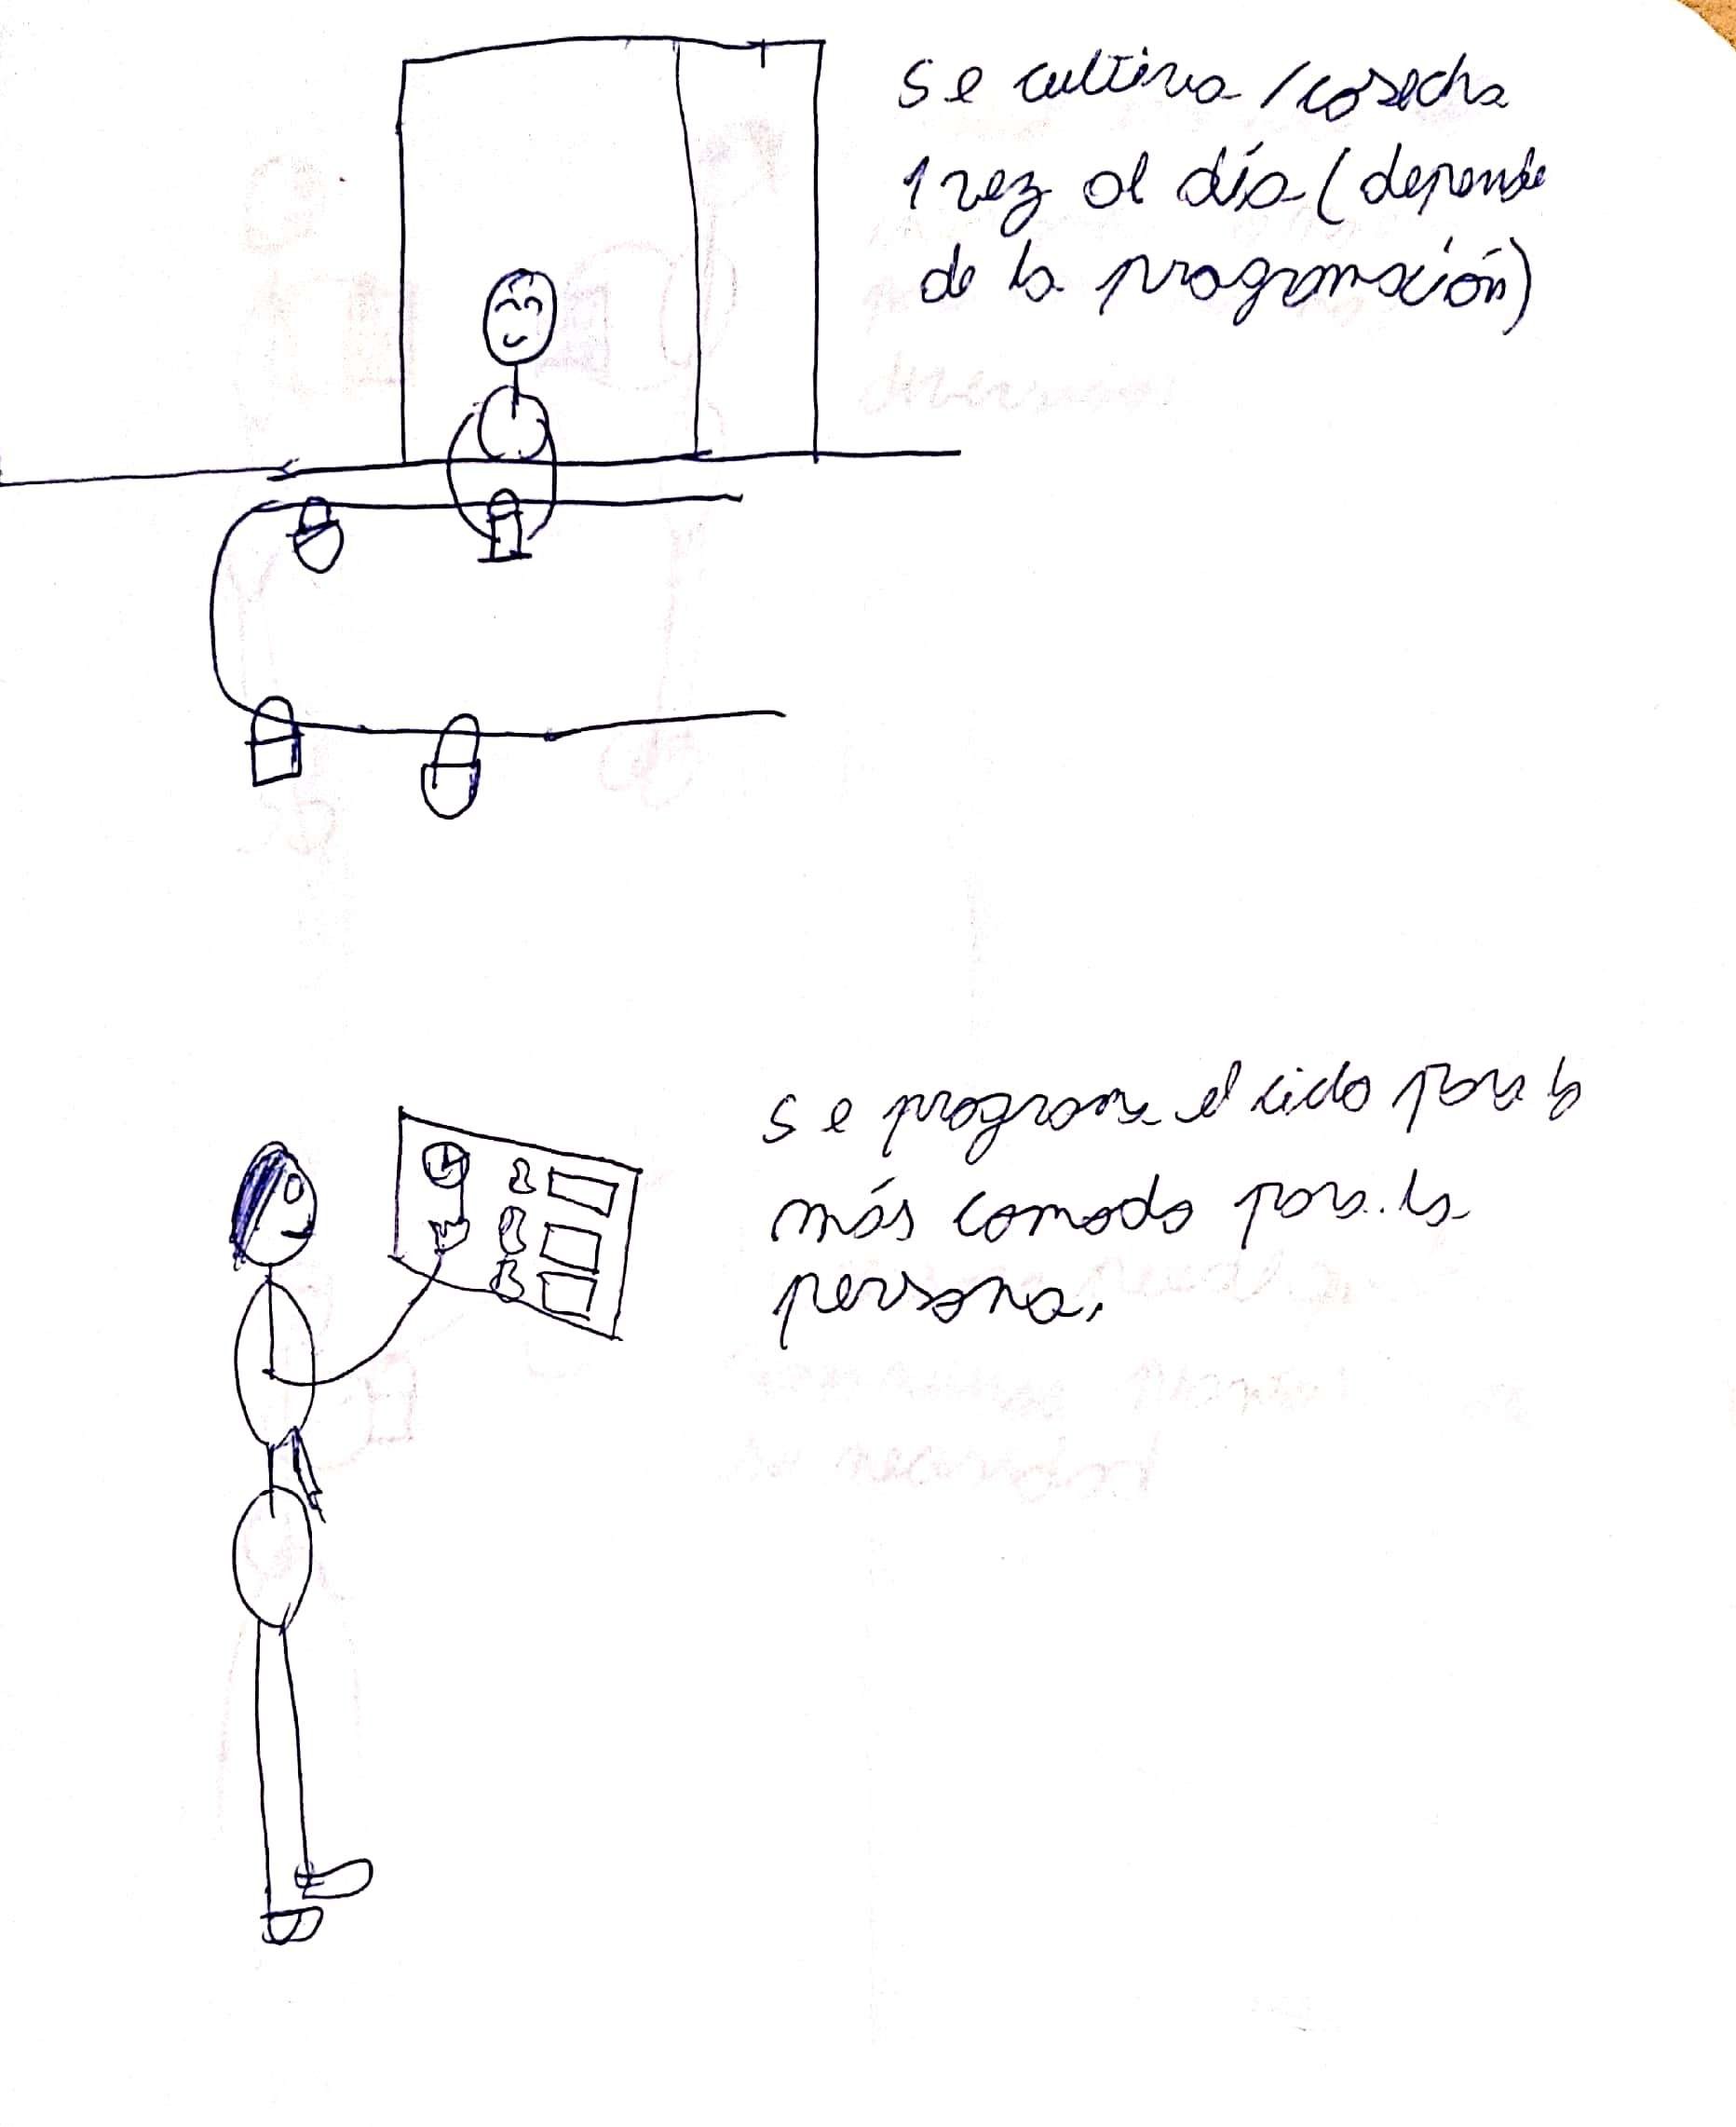 se cultiva / cosecha
1 vez al día (depende
de la programación)
se programa el ciclo para lo
más comodo para la
persona.